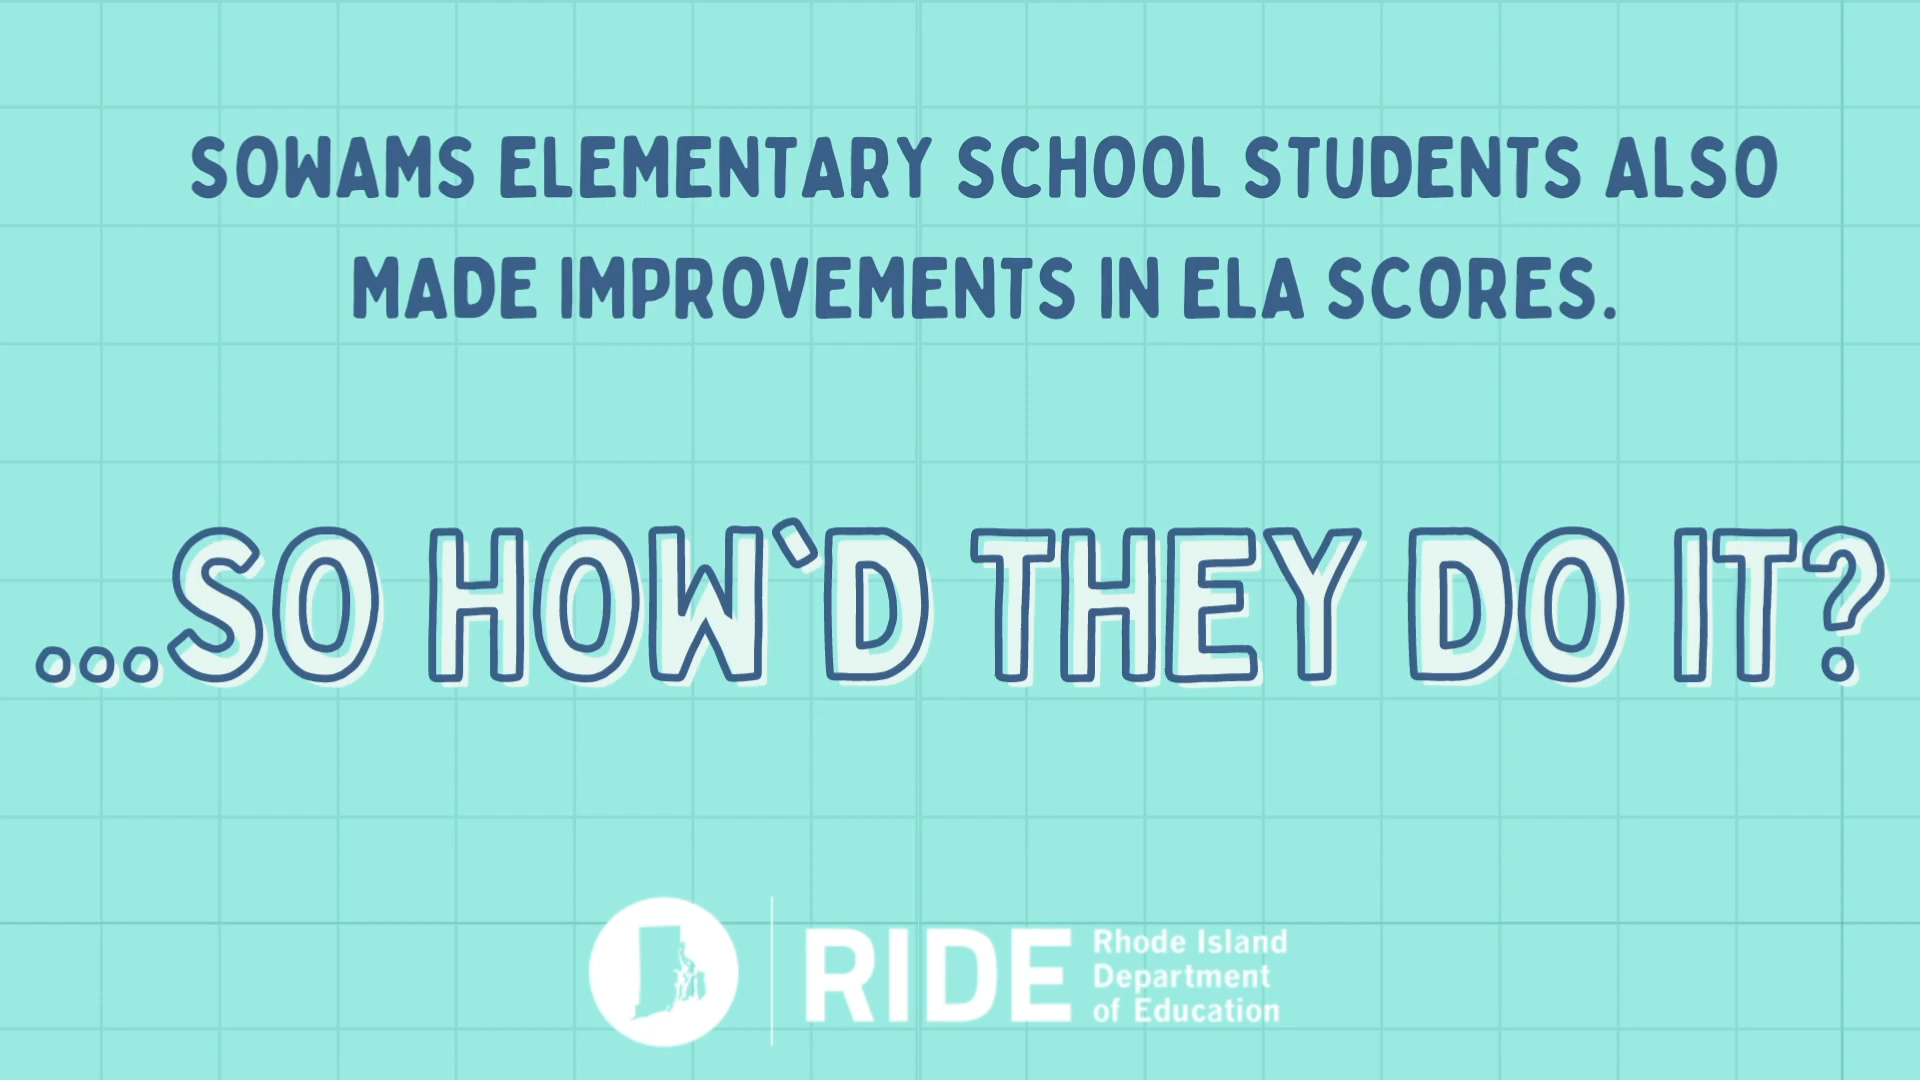 SOWAMS ELEMENTARY SCHOOL STUDENTS ALSO
MADE IMPROVEMENTS IN ELA SCORES.
...SO HOW`D THEY DO IT?
RIDE
Rhode Island
Department
of Education